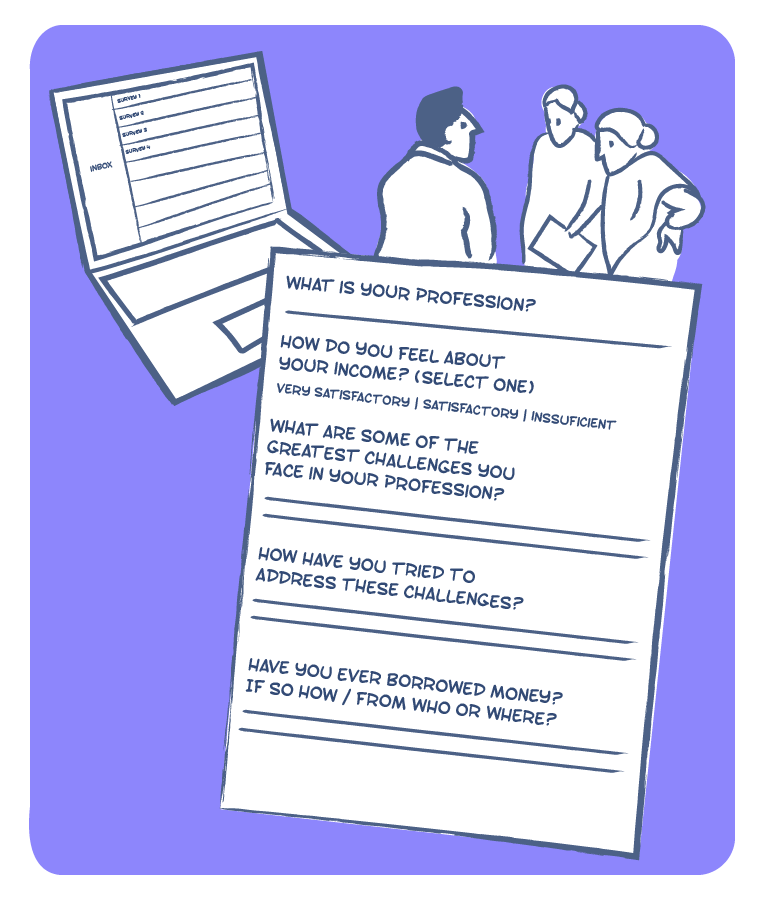 SURVEY 1
SURVEY 2
SURVEY 3
SURVEY 4
INBOX
WHAT IS YOUR PROFESSION?
HOW DO YOU FEEL ABOUT
YOUR INCOME? (SELECT ONE)
VERY SATISFACTORY | SATISFACTORY | INSSUFICIENT
WHAT ARE SOME OF THE
GREATEST CHALLENGES YOU
FACE IN YOUR PROFESSION?
HOW HAVE YOU TRIED TO
ADDRESS THESE CHALLENGES?
HAVE YOU EVER BORROWED MONEY?
IF SO HOW / FROM WHO OR WHERE?